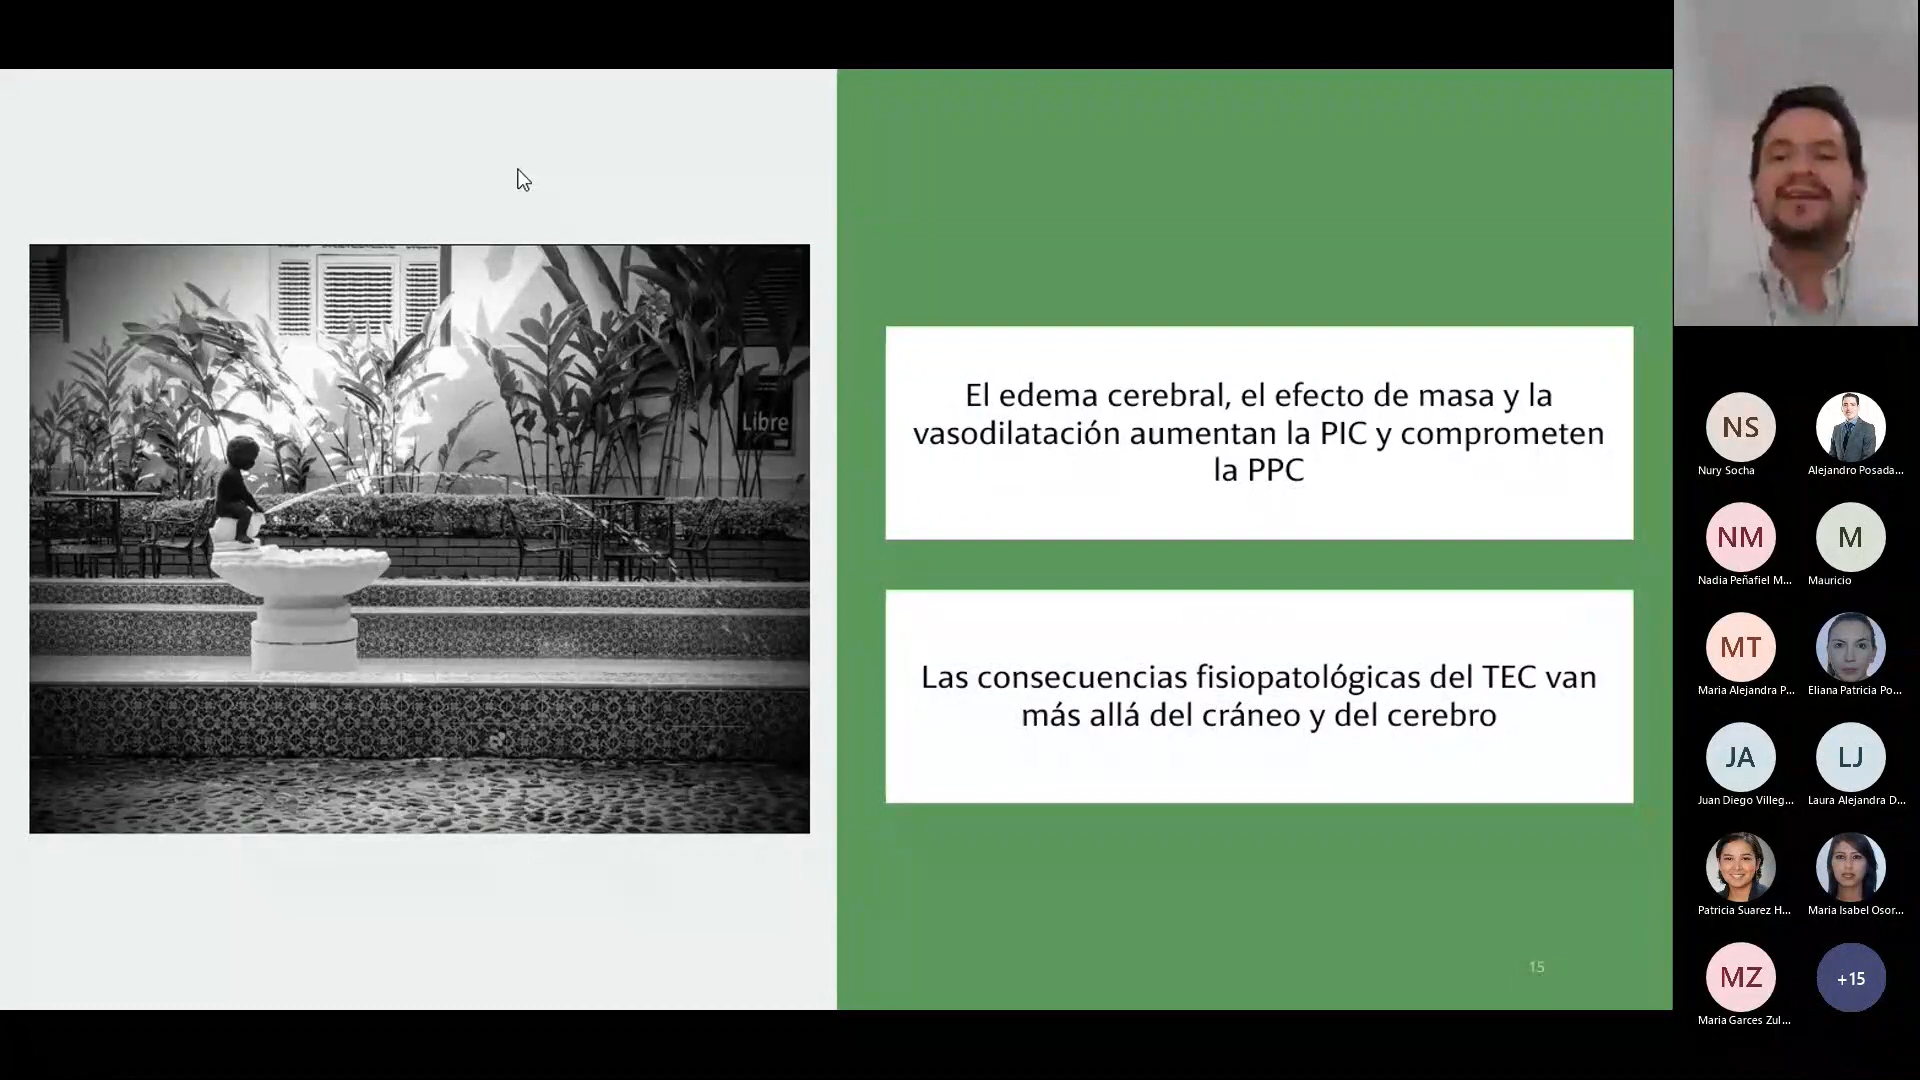 Libre
El edema cerebral, el efecto de masa y la
vasodilatación aumentan la PIC y comprometen
la PPC
Las consecuencias fisiopatológicas del TEC van
más allá del cráneo y del cerebro
15
NS
Nury Socha
Alejandro Posada...
NM
M
Nadia Peñafiel M...
Mauricio
MT
Maria Alejandra P...
Eliana Patricia Po...
JA
LJ
Juan Diego Villeg...
Laura Alejandra D...
Patricia Suarez H...
Maria Isabel Osor...
MZ
+15
Maria Garces Zul...